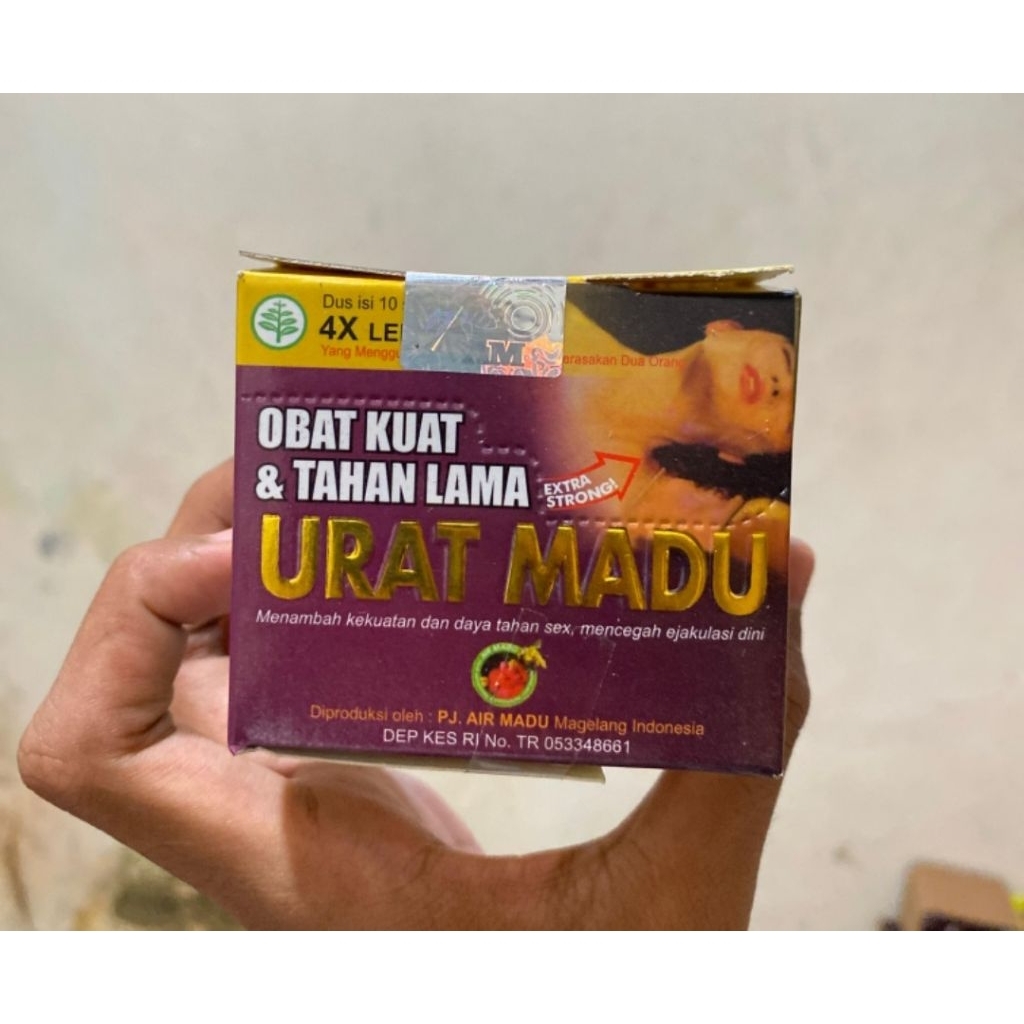 Dus isi 10
4X LE
Yang Menggu erasakan Dua Orang
OBAT KUAT
& TAHAN LAMA
EXTRA
STRONG!
URAT MADU
Menambah kekuatan dan daya tahan sex, mencegah ejakulasi dini
Diproduksi oleh : PJ. AIR MADU Magelang Indonesia
DEP KES RI No. TR 053348661